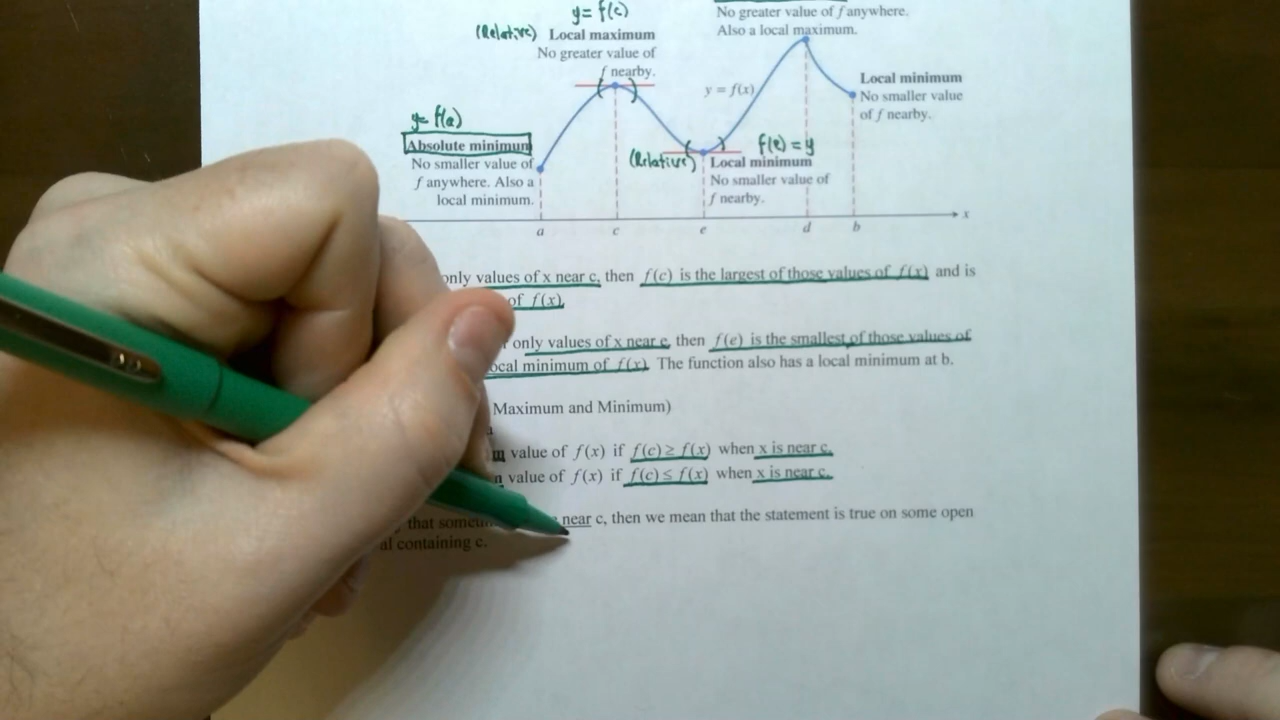 No greater value of f anywhere.
Also a local maximum.
y = f(c)
(Relative) Local maximum
No greater value of
f nearby.
y = f(x)
Local minimum
No smaller value
of f nearby.
y = f(a)
Absolute minimum
No smaller value of
f anywhere. Also a
local minimum.
(Relative)
f(e) = y
Local minimum
No smaller value of
f nearby.
x
a c e d b
only values of x near c, then f(c) is the largest of those values of f(x) and is
of f(x).
only values of x near e, then f(e) is the smallest of those values of
local minimum of f(x). The function also has a local minimum at b.
Maximum and Minimum)
value of f(x) if f(c) ≥ f(x) when x is near c.
value of f(x) if f(c) ≤ f(x) when x is near c.
that near c, then we mean that the statement is true on some open
containing c.